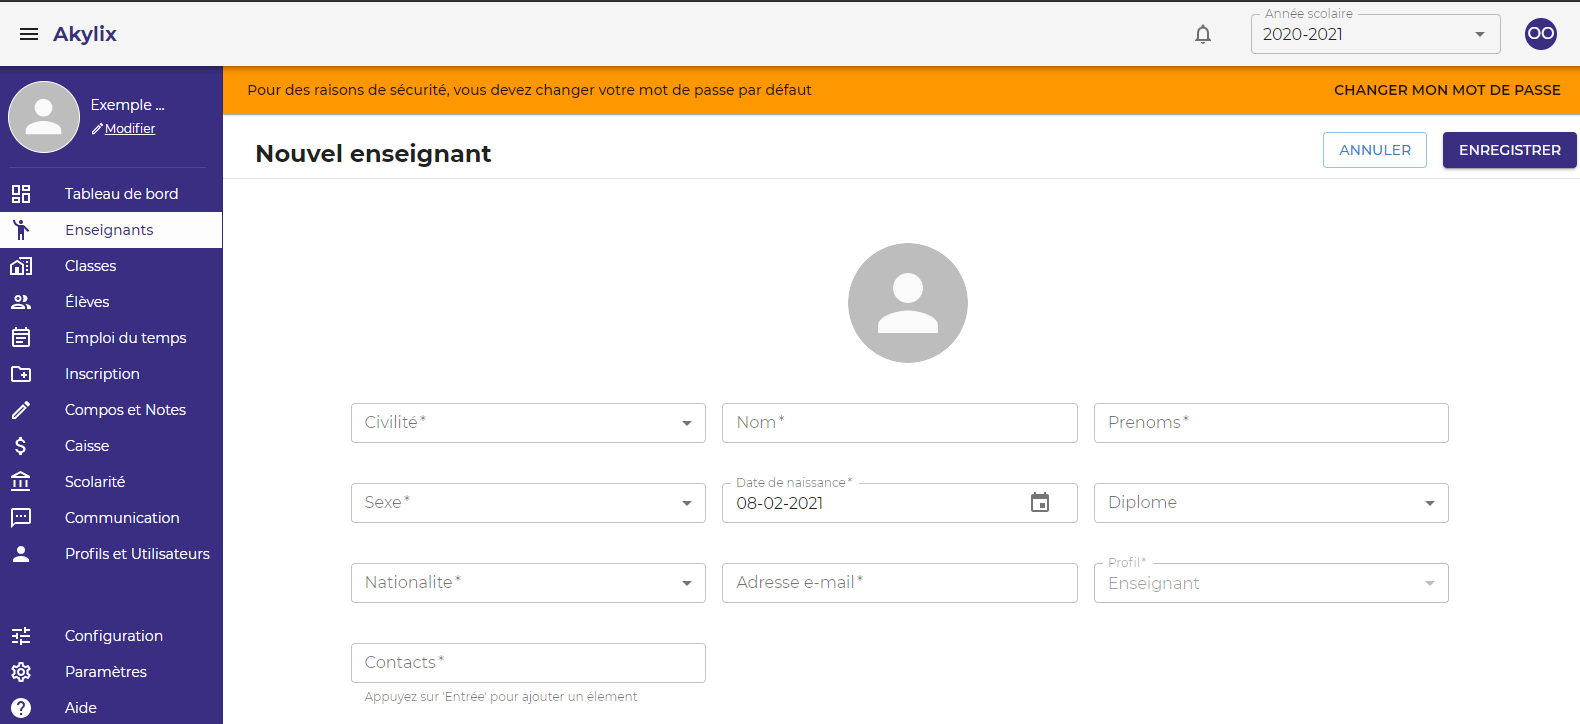 Akylix
Année scolaire
2020-2021
OO
Exemple ...
Modifier
Pour des raisons de sécurité, vous devez changer votre mot de passe par défaut
CHANGER MON MOT DE PASSE
Nouvel enseignant
ANNULER
ENREGISTRER
Tableau de bord
Enseignants
Classes
Élèves
Emploi du temps
Inscription
Compos et Notes
Caisse
Scolarité
Communication
Profils et Utilisateurs
Configuration
Paramètres
Aide
Civilité*
Nom*
Prenoms*
Sexe*
Date de naissance*
08-02-2021
Diplome
Nationalite*
Adresse e-mail*
Profil*
Enseignant
Contacts*
Appuyez sur 'Entrée' pour ajouter un élement